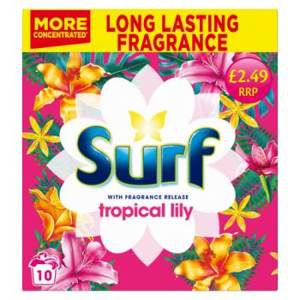 MORE
CONCENTRATED*
LONG LASTING
FRAGRANCE
£2.49
RRP
Surf
WITH FRAGRANCE RELEASE
tropical lily
10